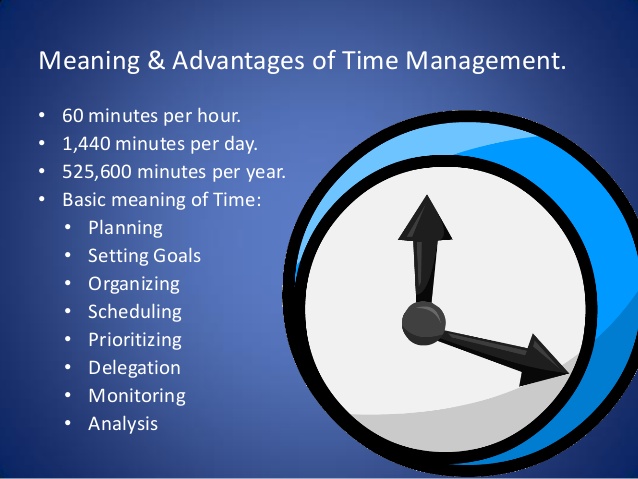 Meaning & Advantages of Time Management.
• 60 minutes per hour.
• 1,440 minutes per day.
• 525,600 minutes per year.
• Basic meaning of Time:
• Planning
• Setting Goals
• Organizing
• Scheduling
• Prioritizing
• Delegation
• Monitoring
• Analysis